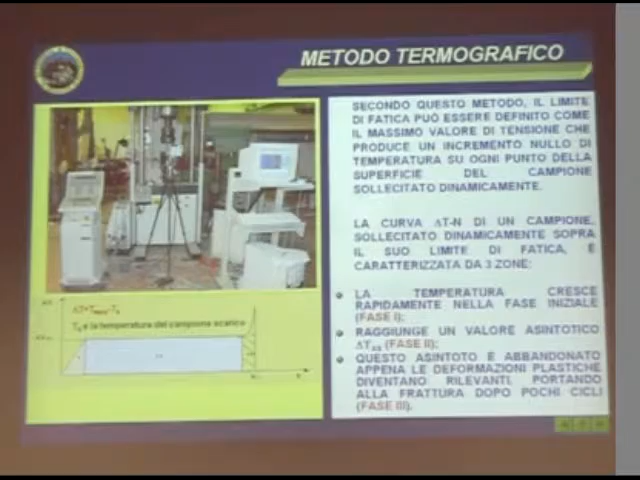 METODO TERMOGRAFICO
SECONDO QUESTO METODO, IL LIMITE
DI FATICA PUÒ ESSERE DEFINITO COME
IL MASSIMO VALORE DI TENSIONE CHE
PRODUCE UN INCREMENTO NULLO DI
TEMPERATURA SU OGNI PUNTO DELLA
SUPERFICIE DEL CAMPIONE
SOLLECITATO DINAMICAMENTE.
LA CURVA ΔT-N DI UN CAMPIONE,
SOLLECITATO DINAMICAMENTE SOPRA
IL SUO LIMITE DI FATICA, È
CARATTERIZZATA DA 3 ZONE:
LA TEMPERATURA CRESCE
RAPIDAMENTE NELLA FASE INIZIALE
(FASE I);
RAGGIUNGE UN VALORE ASINTOTICO
ΔTAS (FASE II);
QUESTO ASINTOTO È ABBANDONATO
APPENA LE DEFORMAZIONI PLASTICHE
DIVENTANO RILEVANTI, PORTANDO
ALLA FRATTURA DOPO POCHI CICLI
(FASE III).
è la temperatura del campione scarico